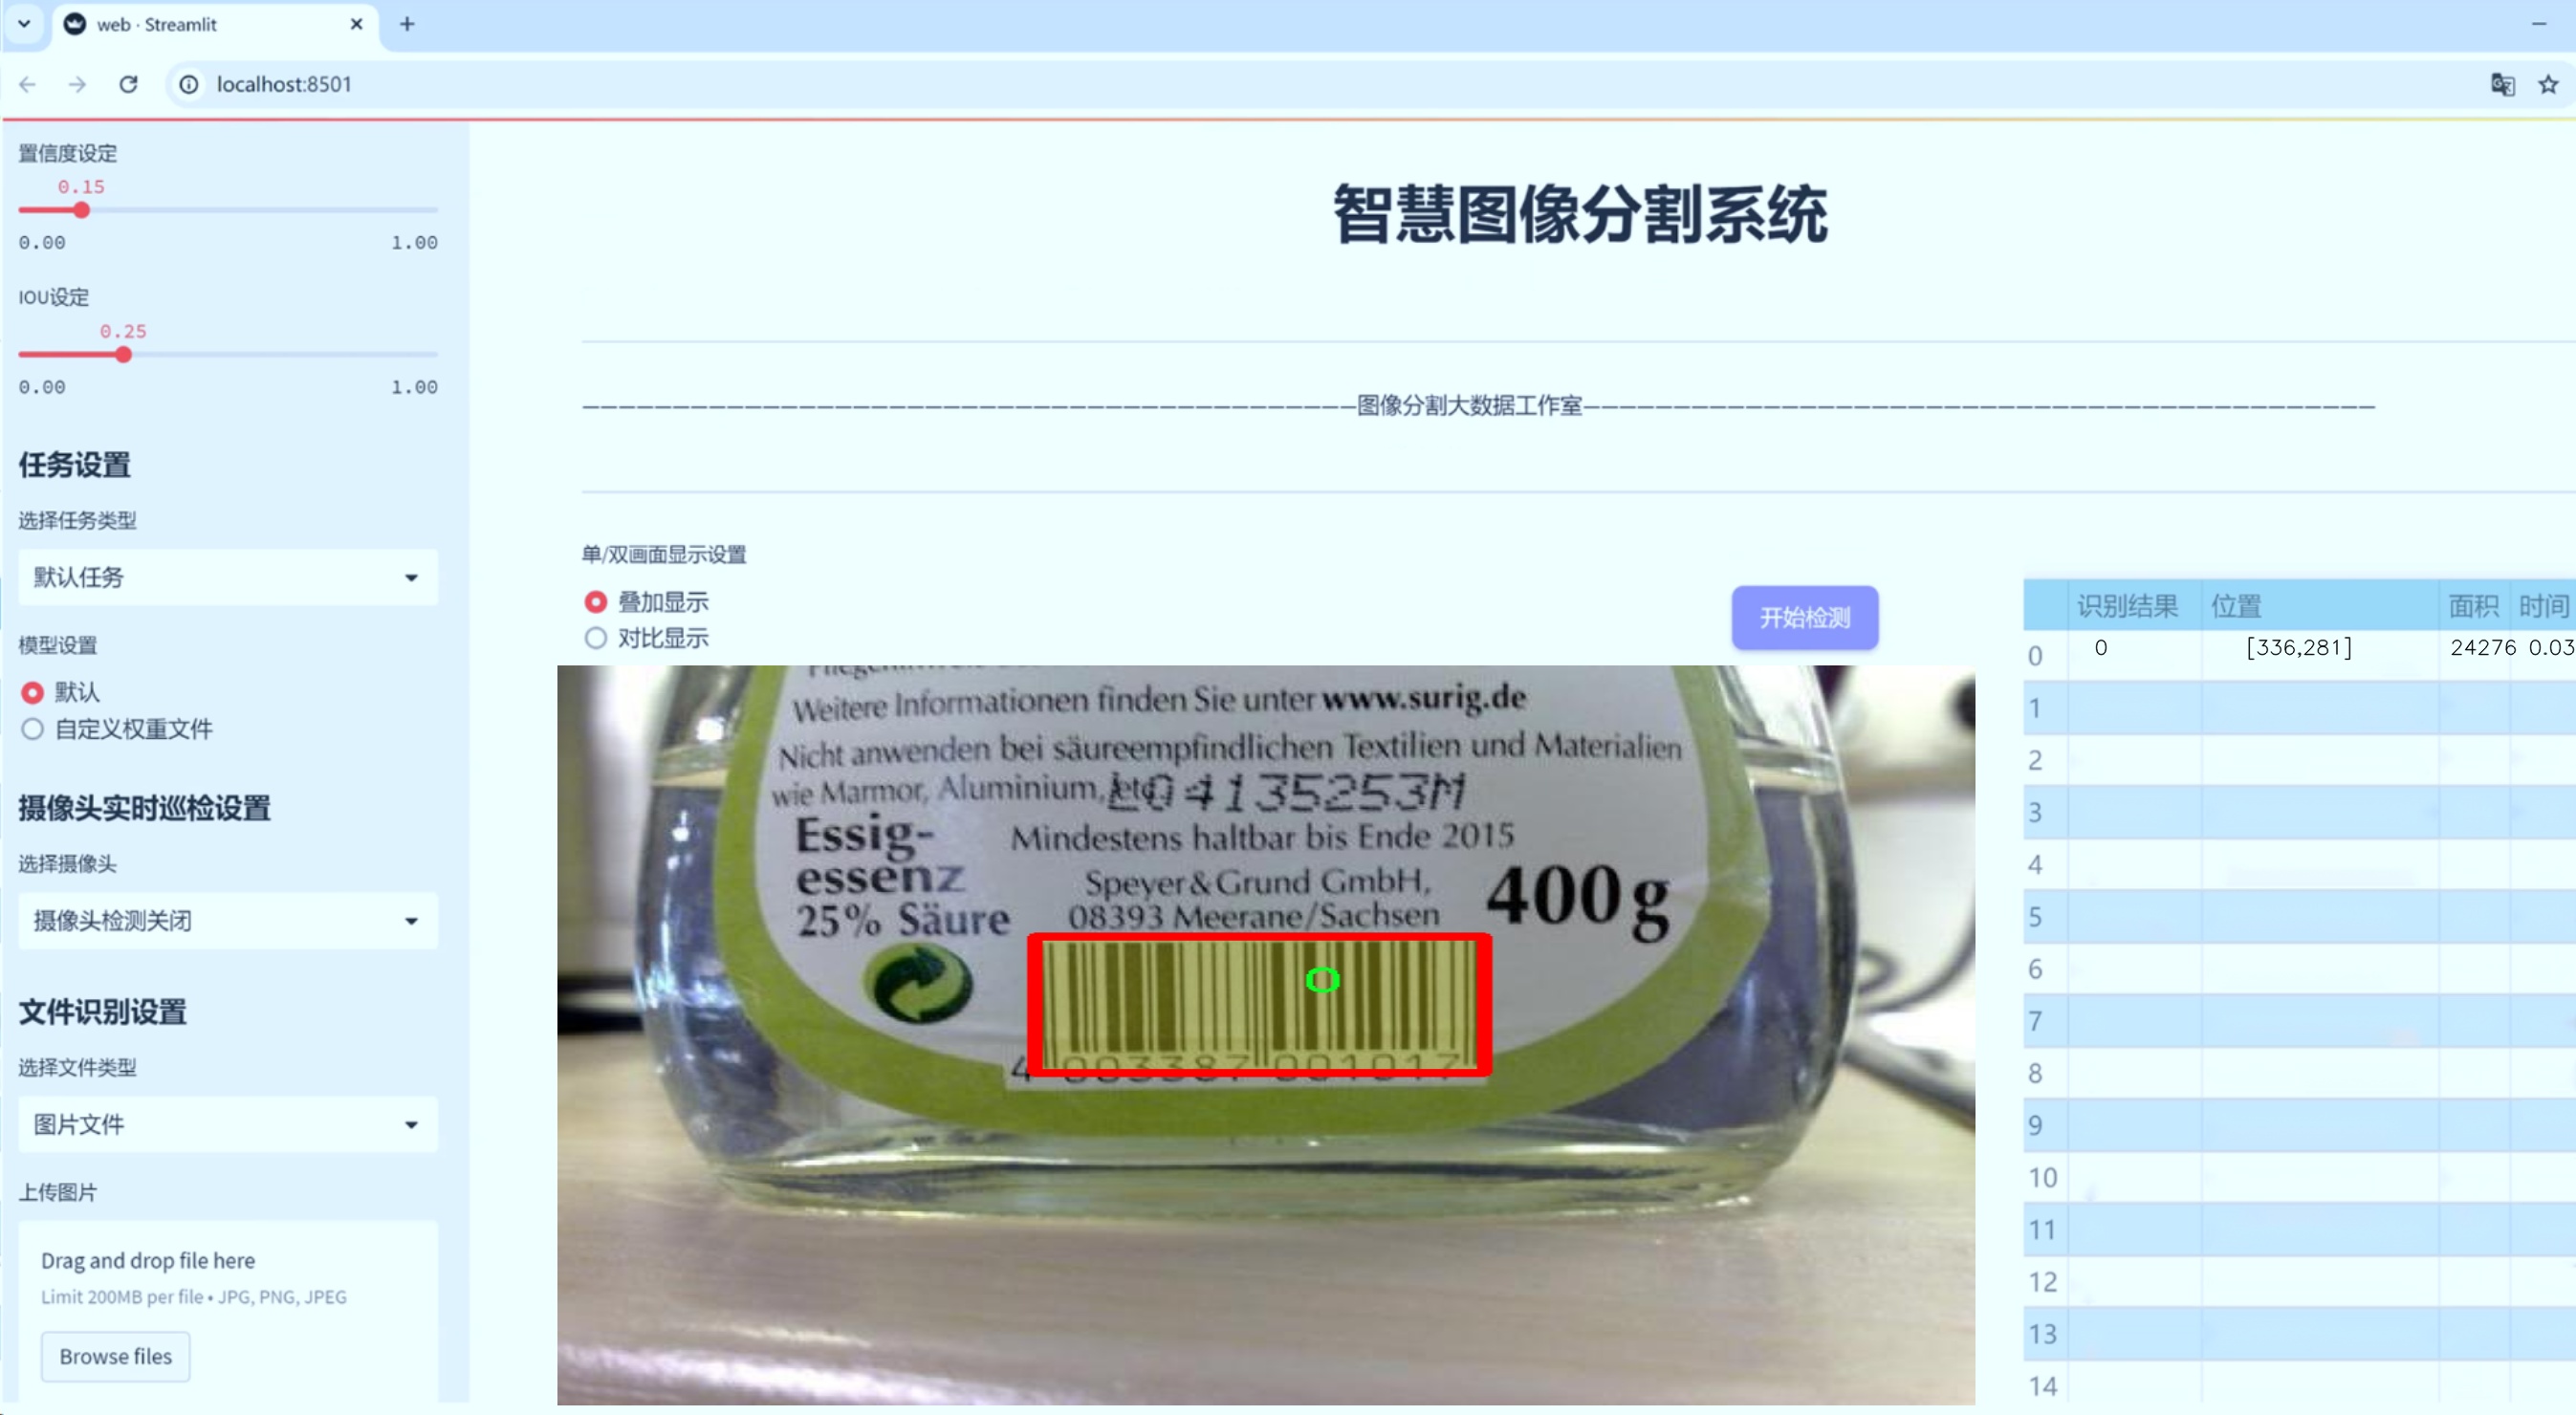 web · Streamlit
localhost:8501
置信度设定
0.15
0.00 1.00
IOU设定
0.25
0.00 1.00
任务设置
选择任务类型
默认任务
模型设置
默认
自定义权重文件
摄像头实时巡检设置
选择摄像头
摄像头检测关闭
文件识别设置
选择文件类型
图片文件
上传图片
Drag and drop file here
Limit 200MB per file • JPG, PNG, JPEG
Browse files
智慧图像分割系统
图像分割大数据工作室
单/双画面显示设置
叠加显示
对比显示
开始检测
Weitere Informationen finden Sie unter www.surig.de
Nicht anwenden bei säureempfindlichen Textilien und Materialien
wie Marmor, Aluminium, etc
L04135253M
Essig-
essenz
25% Säure
Mindestens haltbar bis Ende 2015
Speyer & Grund GmbH,
08393 Meerane/Sachsen
400 g
4 003387 001017
识别结果 位置 面积 时间
0 0 [336,281] 24276 0.03
1
2
3
4
5
6
7
8
9
10
11
12
13
14